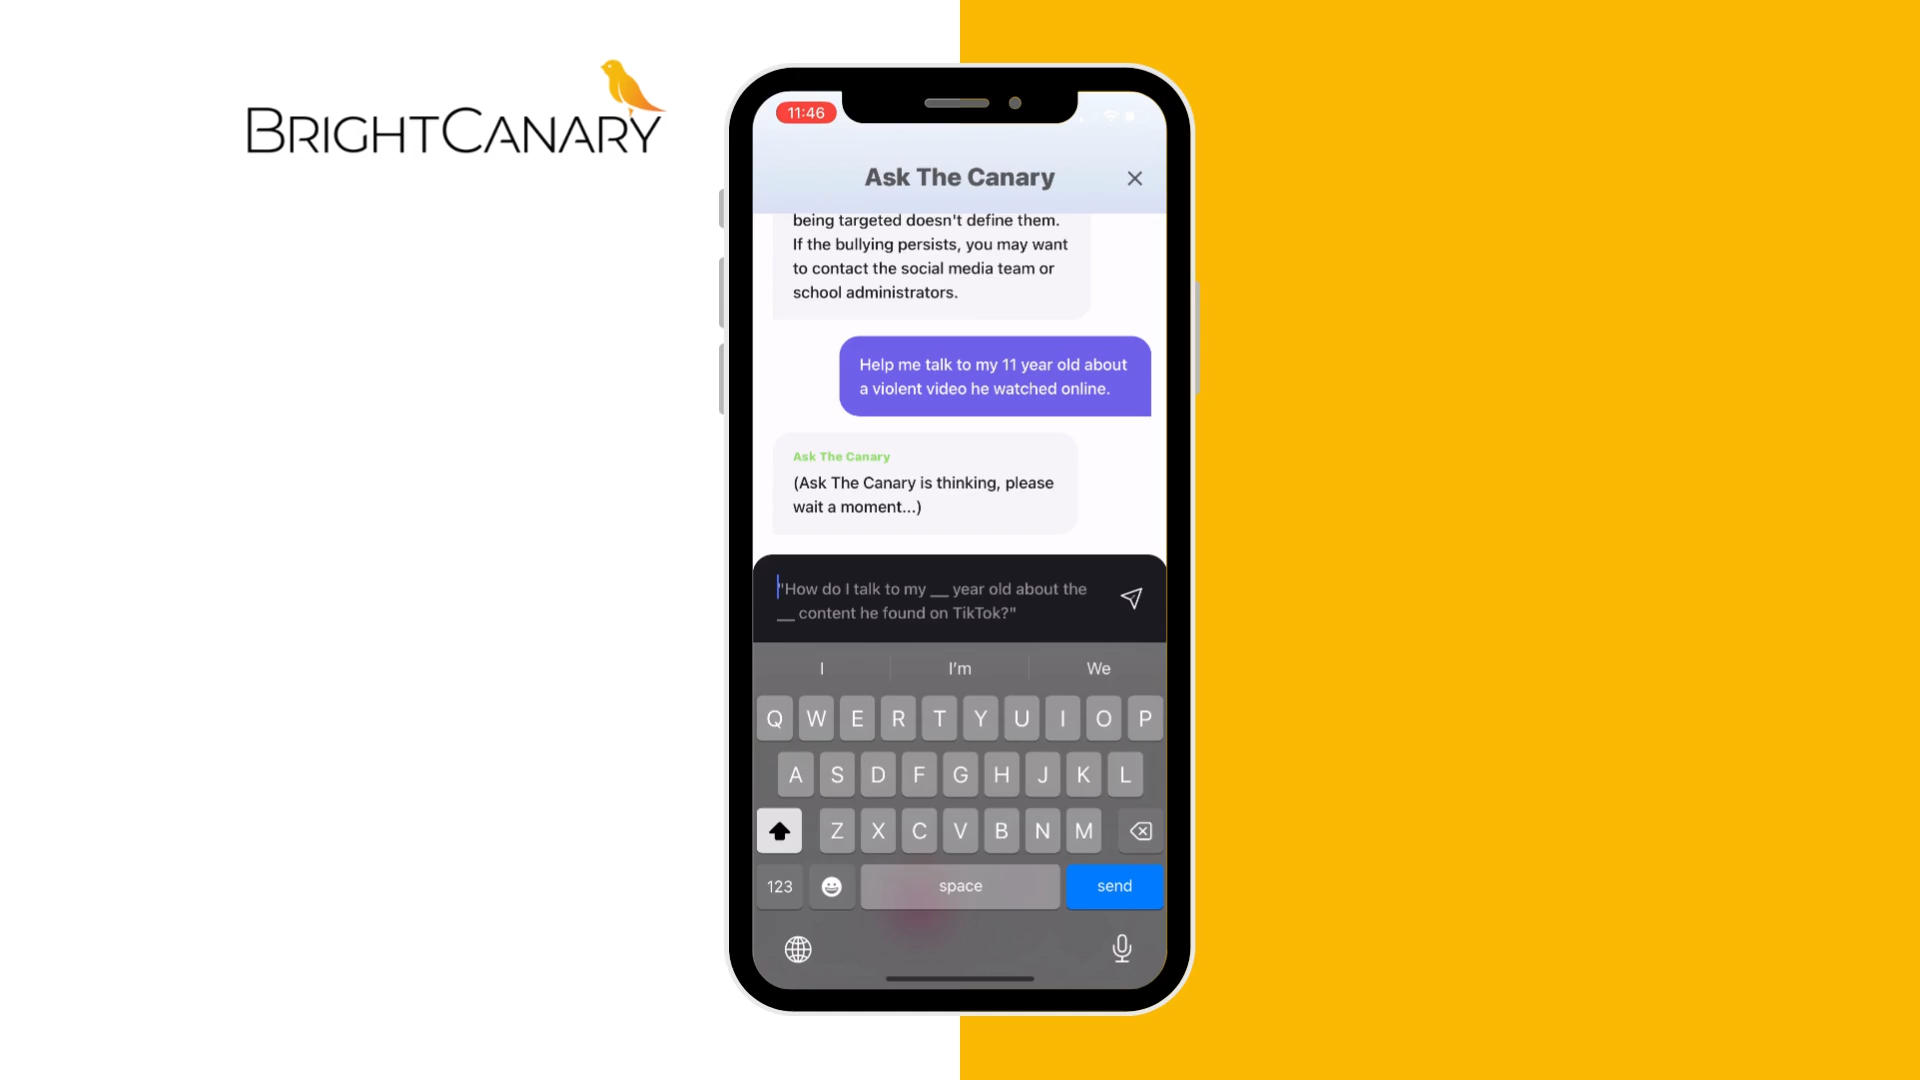 BRIGHTCANARY
11:46
Ask The Canary
being targeted doesn't define them.
If the bullying persists, you may want
to contact the social media team or
school administrators.
Help me talk to my 11 year old about
a violent video he watched online.
Ask The Canary
(Ask The Canary is thinking, please
wait a moment...)
"How do I talk to my __ year old about the
__ content he found on TikTok?"
I I'm We
Q W E R T Y U I O P
A S D F G H J K L
Z X C V B N M
123 space send